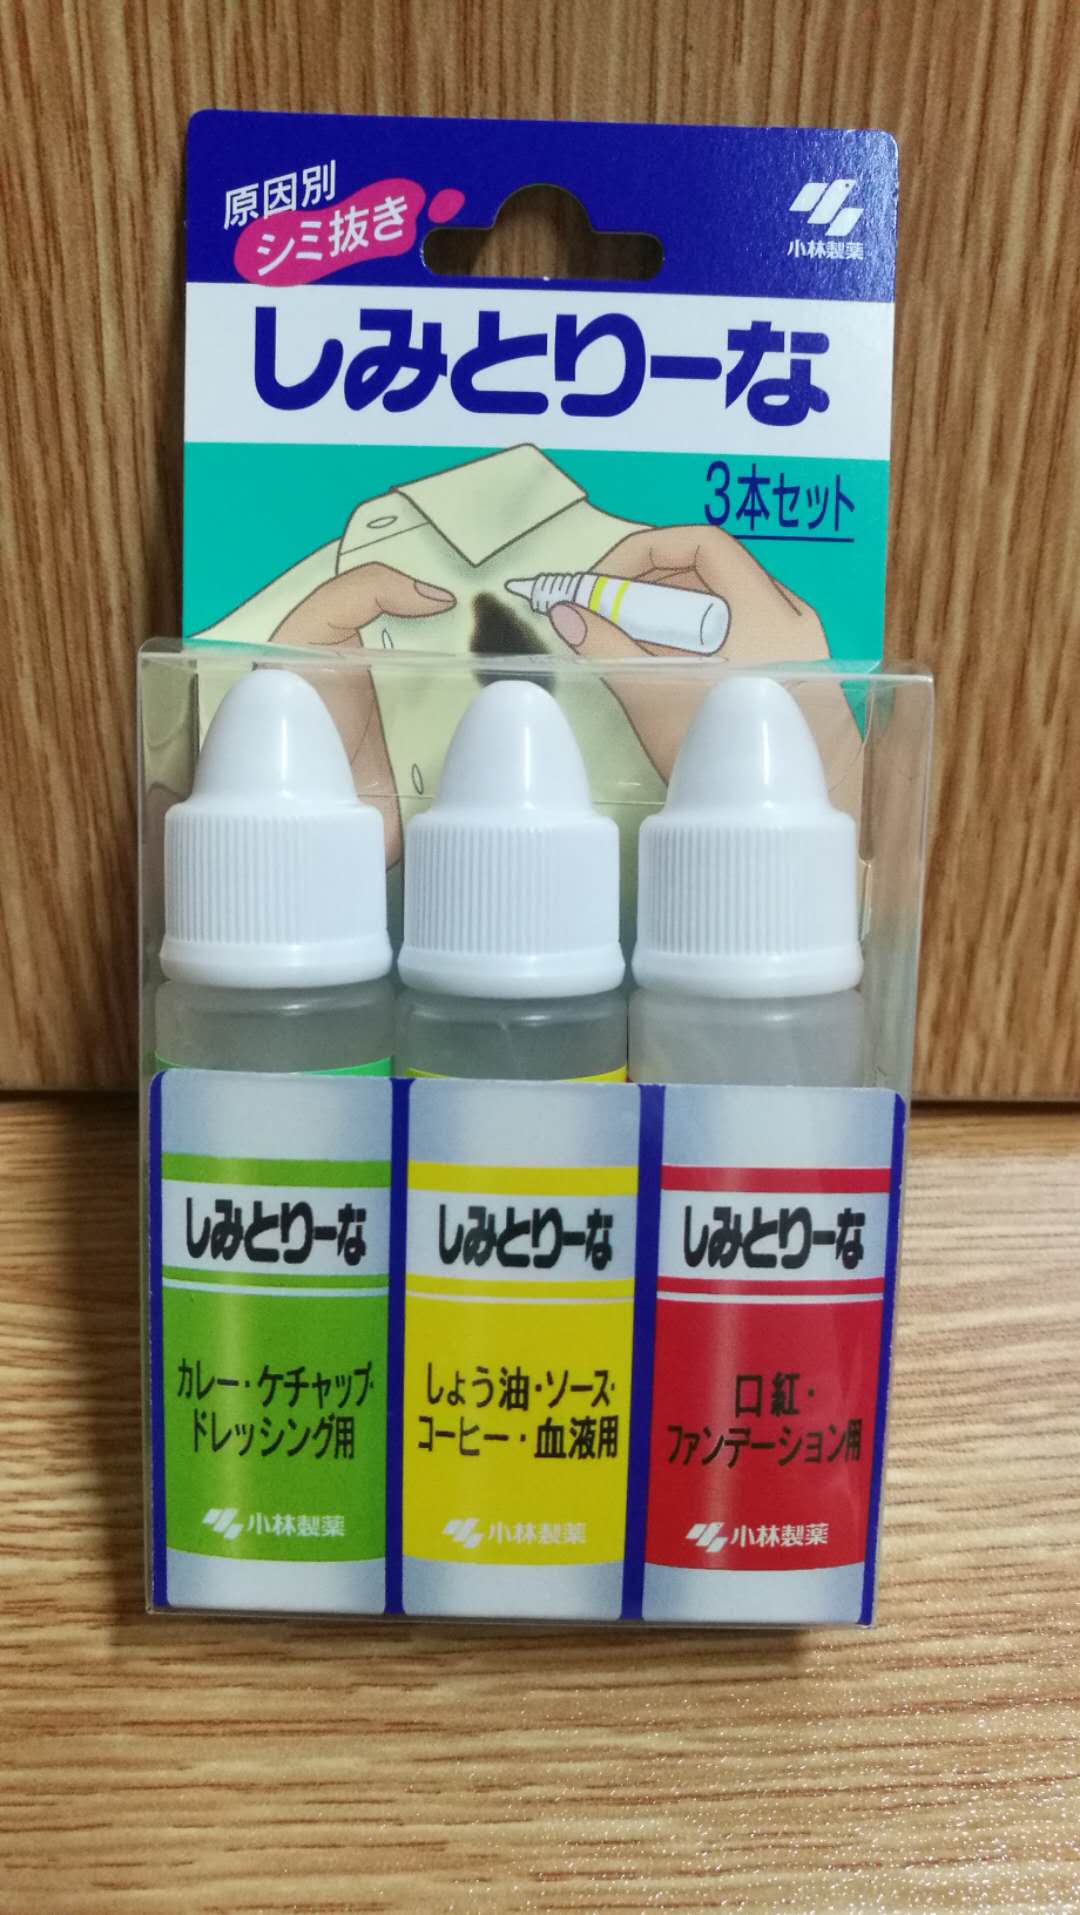 原因別
シミ抜き
小林製薬
しみとりーな
3本セット
しみとりーな
カレー・ケチャップ・
ドレッシング用
小林製薬
しみとりーな
しょう油・ソース・
コーヒー・血液用
小林製薬
しみとりーな
口紅・
ファンデーション用
小林製薬